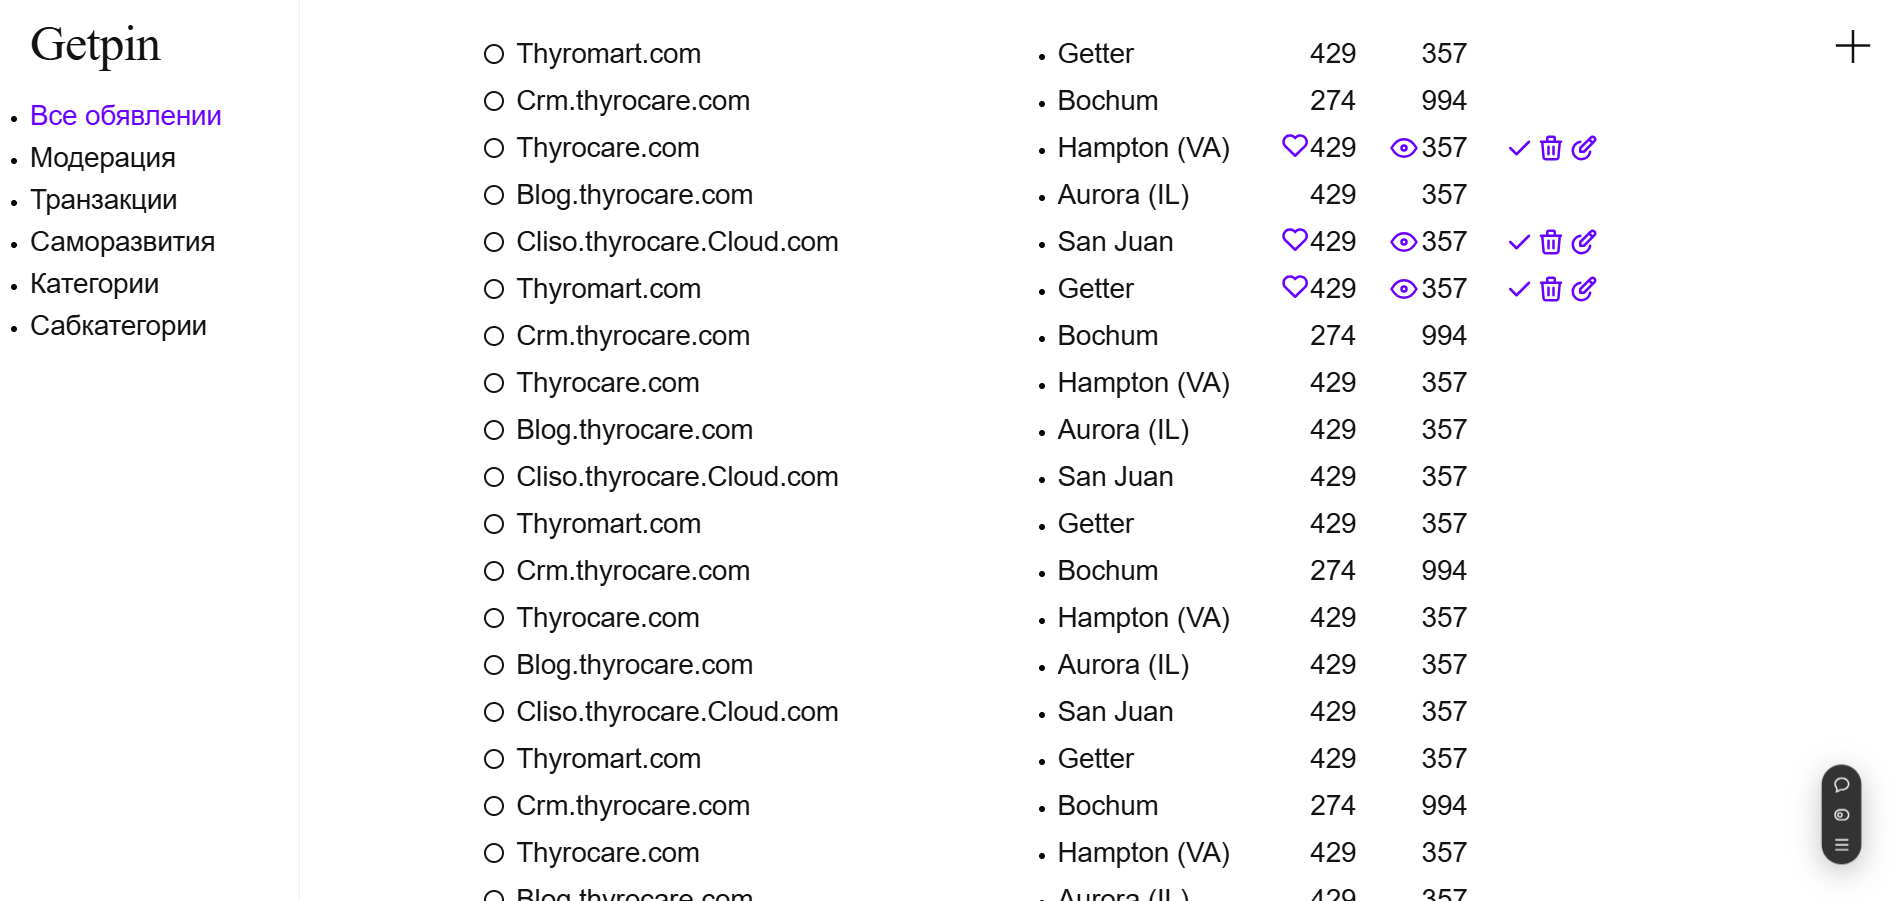 Getpin
Все обявлении
Модерация
Транзакции
Саморазвития
Категории
Сабкатегории
Thyromart.com Getter 429 357
Crm.thyrocare.com Bochum 274 994
Thyrocare.com Hampton (VA) 429 357
Blog.thyrocare.com Aurora (IL) 429 357
Cliso.thyrocare.Cloud.com San Juan 429 357
Thyromart.com Getter 429 357
Crm.thyrocare.com Bochum 274 994
Thyrocare.com Hampton (VA) 429 357
Blog.thyrocare.com Aurora (IL) 429 357
Cliso.thyrocare.Cloud.com San Juan 429 357
Thyromart.com Getter 429 357
Crm.thyrocare.com Bochum 274 994
Thyrocare.com Hampton (VA) 429 357
Blog.thyrocare.com Aurora (IL) 429 357
Cliso.thyrocare.Cloud.com San Juan 429 357
Thyromart.com Getter 429 357
Crm.thyrocare.com Bochum 274 994
Thyrocare.com Hampton (VA) 429 357
Blog.thyrocare.com Aurora (IL) 429 357